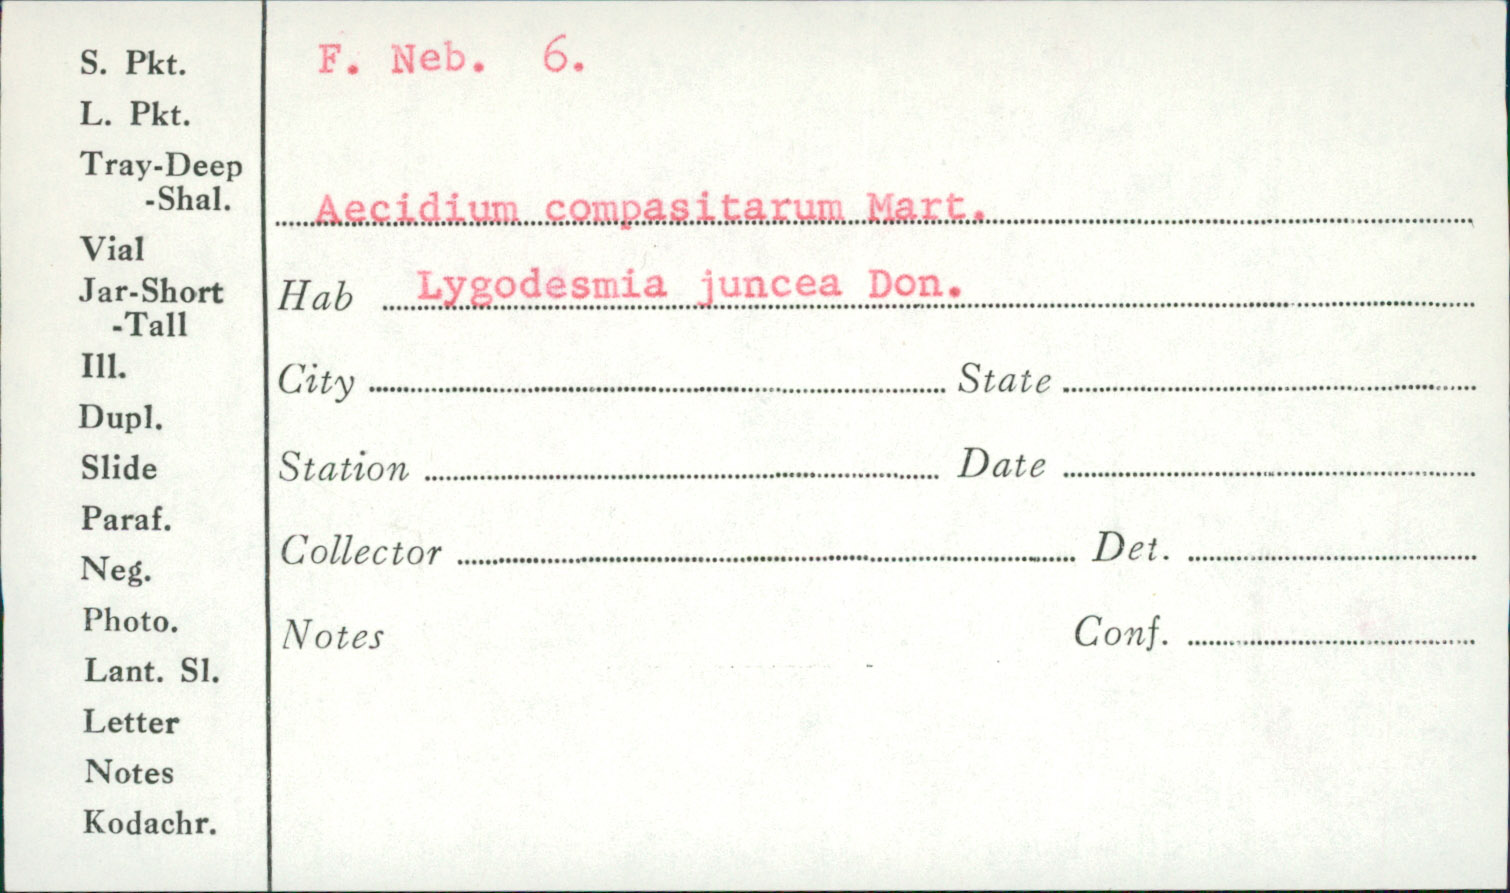 S. Pkt.
L. Pkt.
Tray-Deep
-Shal.
Vial
Jar-Short
-Tall
Ill.
Dupl.
Slide
Paraf.
Neg.
Photo.
Lant. Sl.
Letter
Notes
Kodachr.
F. Neb. 6.
Aecidium compasitarum Mart.
Hab Lygodesmia juncea Don.
City State
Station Date
Collector Det.
Notes Conf.